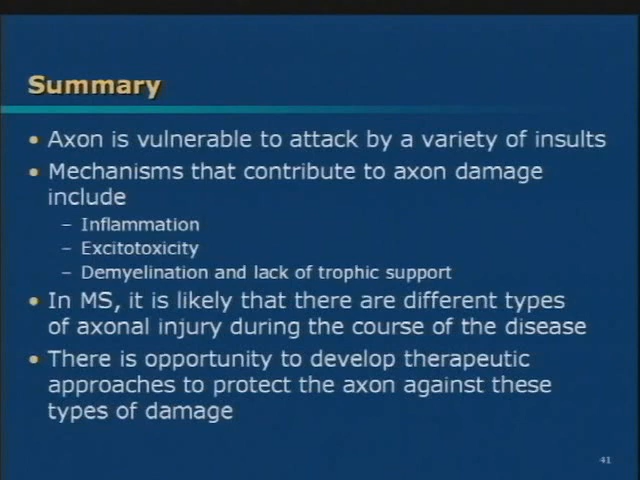 Summary
• Axon is vulnerable to attack by a variety of insults
• Mechanisms that contribute to axon damage
include
– Inflammation
– Excitotoxicity
– Demyelination and lack of trophic support
• In MS, it is likely that there are different types
of axonal injury during the course of the disease
• There is opportunity to develop therapeutic
approaches to protect the axon against these
types of damage
41